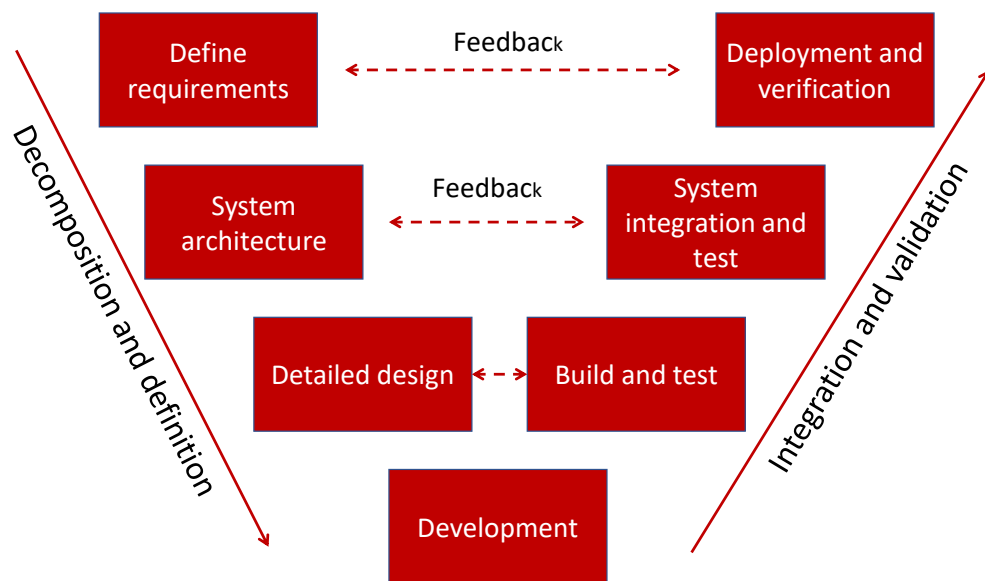 Define
requirements
Feedback
Deployment and
verification
System
architecture
Feedback
System
integration and
test
Decomposition and definition
Integration and validation
Detailed design
Build and test
Development